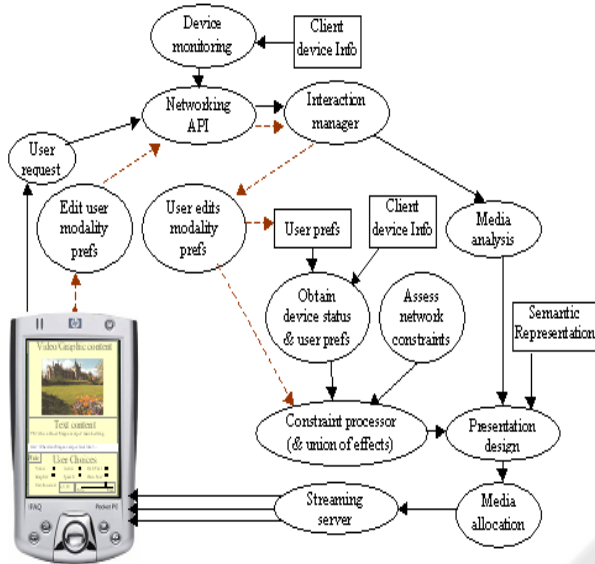 Device
monitoring
Client
device Info
Networking
API
Interaction
manager
User
request
Edit user
modality
prefs
User edits
modality
prefs
User prefs
Client
device Info
Media
analysis
Obtain
device status
& user prefs
Assess
network
constraints
Semantic
Representation
Constraint processor
(& union of effects)
Presentation
design
Streaming
server
Media
allocation
hp
Video/Graphic content
Text content
User Choices
iPAQ
Pocket PC